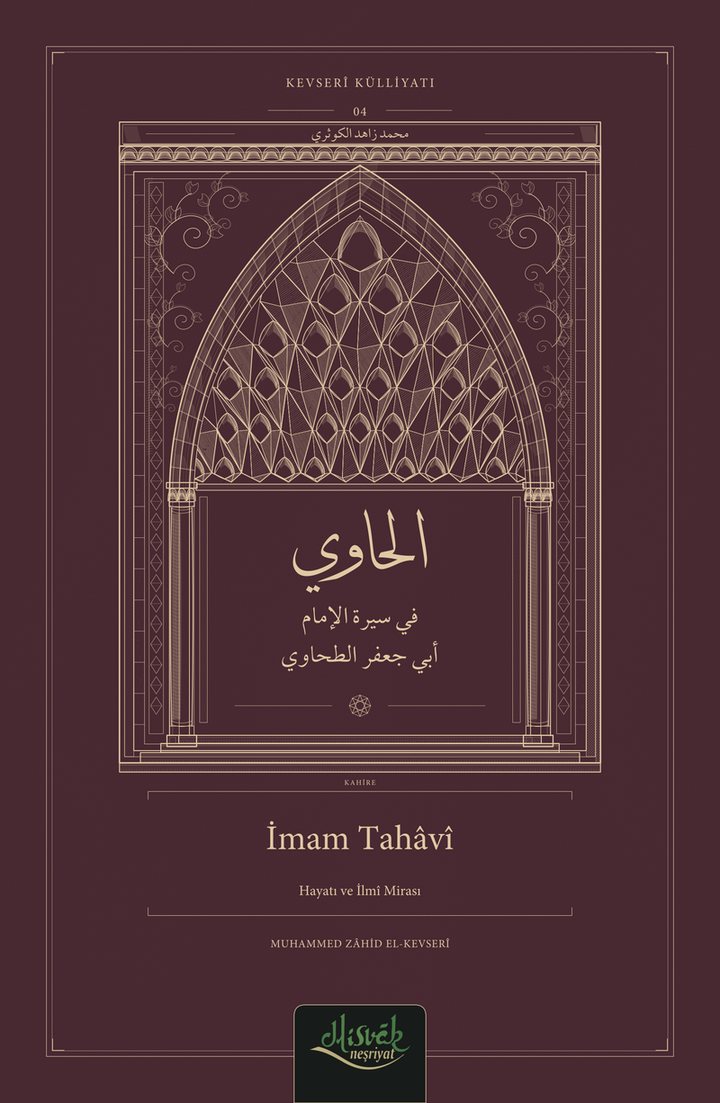 KEVSERÎ KÜLLİYATI
04
محمد زاهد الكوثري
الحاوي
في سيرة الإمام
أبي جعفر الطحاوي
KAHİRE
İmam Tahâvî
Hayatı ve İlmî Mirası
MUHAMMED ZÂHİD EL-KEVSERÎ
Misvâk
neşriyat